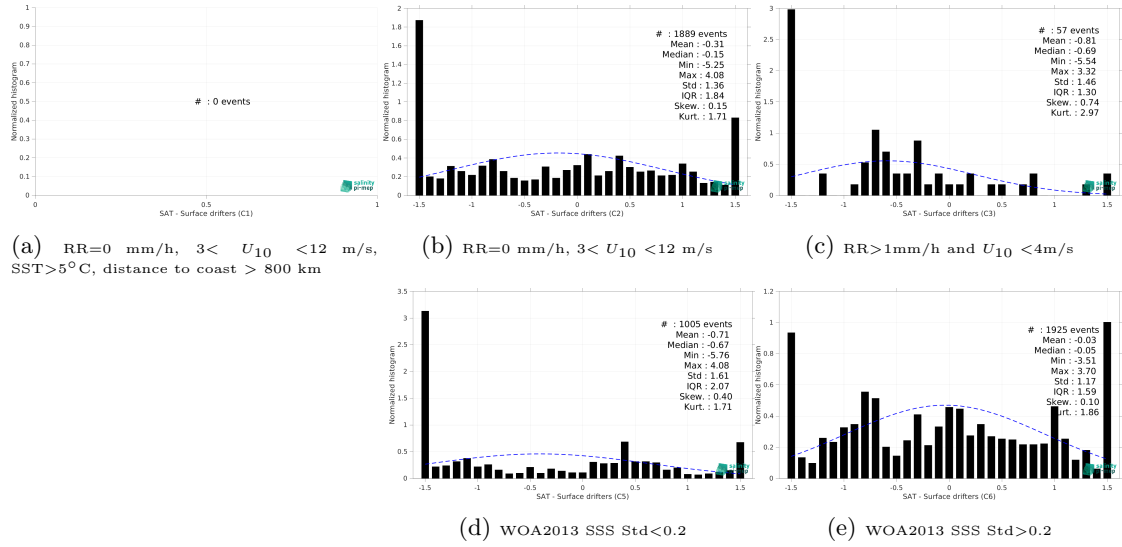 1
0.9
0.8
0.7
0.6
0.5
0.4
0.3
0.2
0.1
0
Normalized histogram
# : 0 events
0 0.5 1
SAT - Surface drifters (C1)
salinity
pi-mep
(a) RR=0 mm/h, 3< U10 <12 m/s,
SST>5°C, distance to coast > 800 km
2
1.8
1.6
1.4
1.2
1
0.8
0.6
0.4
0.2
0
Normalized histogram
# : 1889 events
Mean : -0.31
Median : -0.15
Min : -5.25
Max : 4.08
Std : 1.36
IQR : 1.84
Skew. : 0.15
Kurt. : 1.71
-1.5 -1 -0.5 0 0.5 1 1.5
SAT - Surface drifters (C2)
salinity
pi-mep
(b) RR=0 mm/h, 3< U10 <12 m/s
3
2.5
2
1.5
1
0.5
0
Normalized histogram
# : 57 events
Mean : -0.81
Median : -0.69
Min : -5.54
Max : 3.32
Std : 1.46
IQR : 1.30
Skew. : 0.74
Kurt. : 2.97
-1.5 -1 -0.5 0 0.5 1 1.5
SAT - Surface drifters (C3)
salinity
pi-mep
(c) RR>1mm/h and U10 <4m/s
3.5
3
2.5
2
1.5
1
0.5
0
Normalized histogram
# : 1005 events
Mean : -0.71
Median : -0.67
Min : -5.76
Max : 4.08
Std : 1.61
IQR : 2.07
Skew. : 0.40
Kurt. : 1.71
-1.5 -1 -0.5 0 0.5 1 1.5
SAT - Surface drifters (C5)
salinity
pi-mep
(d) WOA2013 SSS Std<0.2
1.2
1
0.8
0.6
0.4
0.2
0
Normalized histogram
# : 1925 events
Mean : -0.03
Median : -0.05
Min : -3.51
Max : 3.70
Std : 1.17
IQR : 1.59
Skew. : 0.10
Kurt. : 1.86
-1.5 -1 -0.5 0 0.5 1 1.5
SAT - Surface drifters (C6)
salinity
pi-mep
(e) WOA2013 SSS Std>0.2